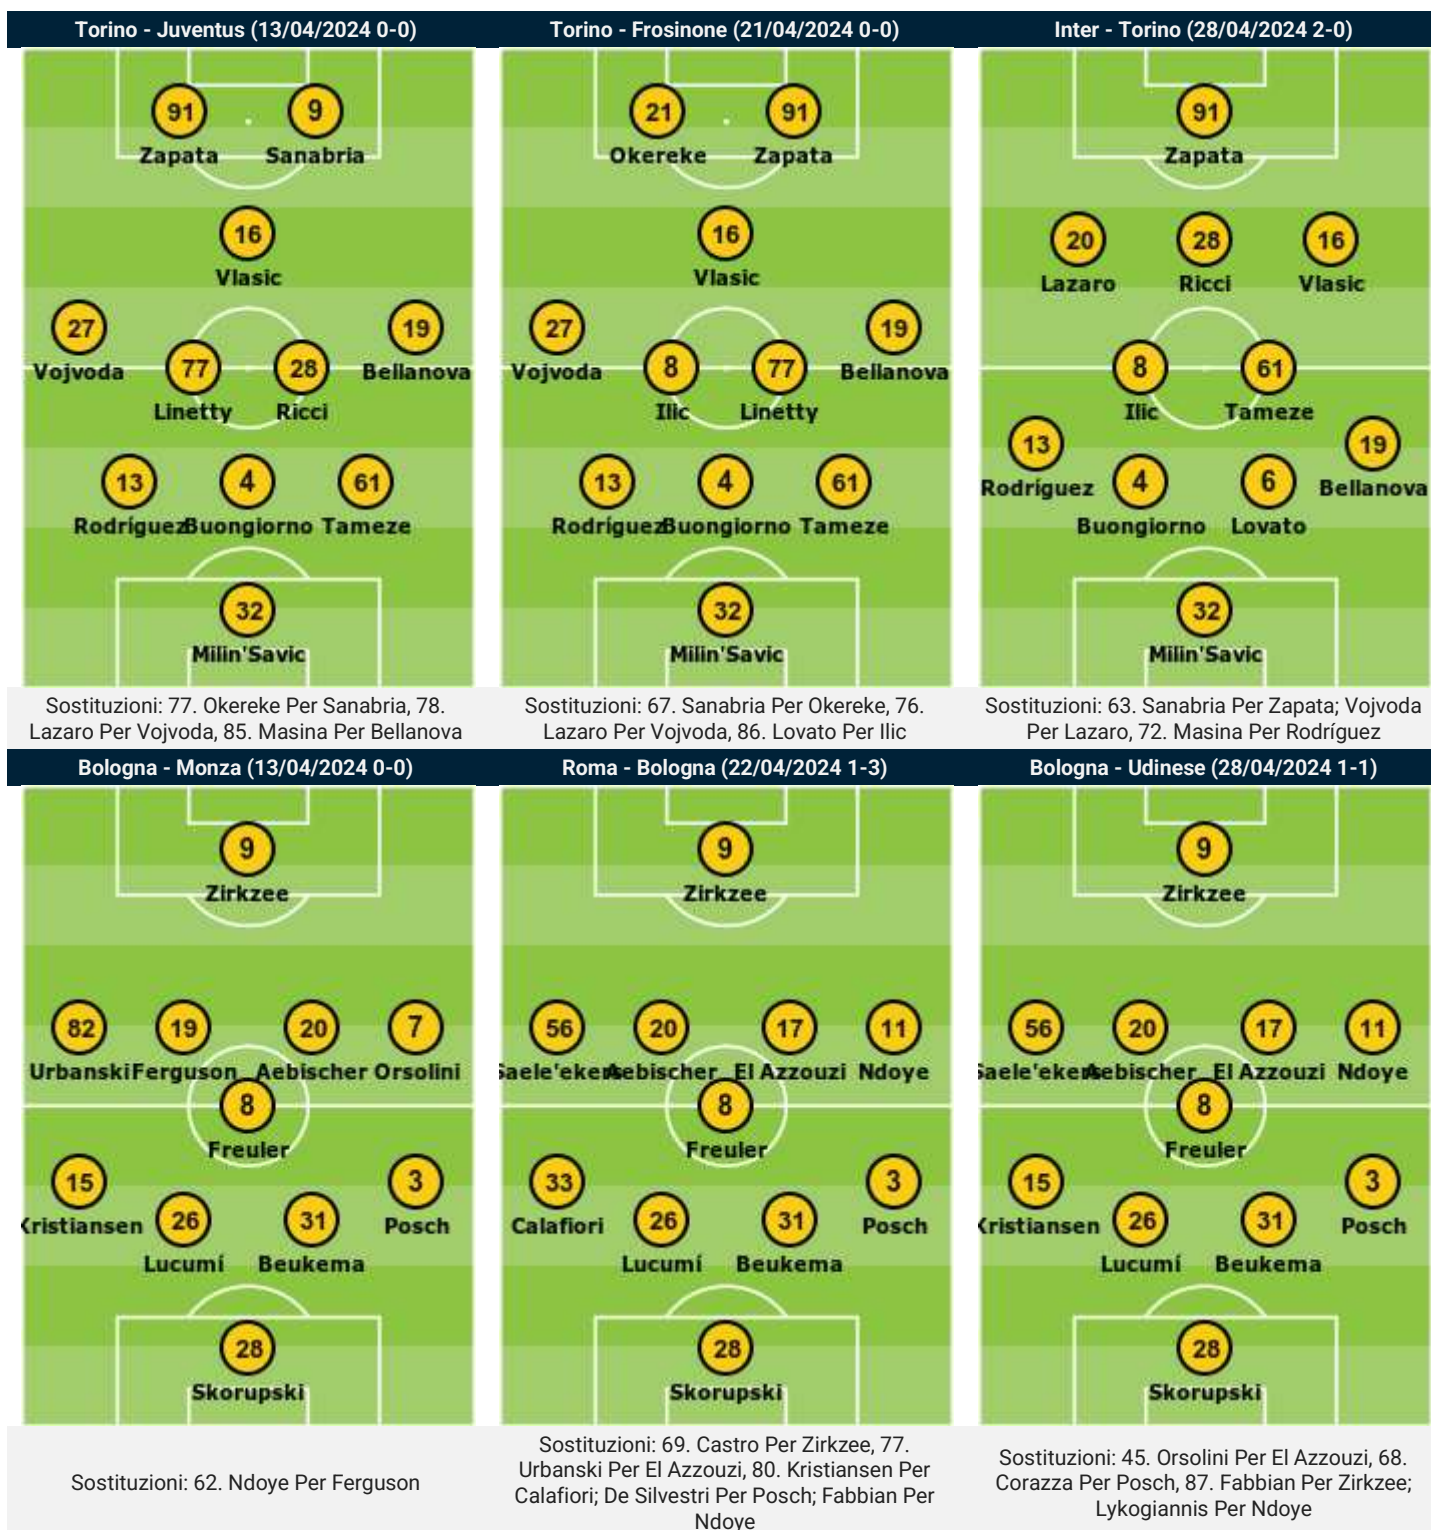 Torino - Juventus (13/04/2024 0-0)
91 9
Zapata Sanabria
16
Vlasic
27 19
Vojvoda Bellanova
77 28
Linetty Ricci
13 4 61
Rodríguez Buongiorno Tameze
32
Milin'Savic
Sostituzioni: 77. Okereke Per Sanabria, 78.
Lazaro Per Vojvoda, 85. Masina Per Bellanova
Torino - Frosinone (21/04/2024 0-0)
21 91
Okereke Zapata
16
Vlasic
27 19
Vojvoda Bellanova
8 77
Ilic Linetty
13 4 61
Rodríguez Buongiorno Tameze
32
Milin'Savic
Sostituzioni: 67. Sanabria Per Okereke, 76.
Lazaro Per Vojvoda, 86. Lovato Per Ilic
Inter - Torino (28/04/2024 2-0)
91
Zapata
20 28 16
Lazaro Ricci Vlasic
8 61
Ilic Tameze
13 19
Rodríguez Bellanova
4 6
Buongiorno Lovato
32
Milin'Savic
Sostituzioni: 63. Sanabria Per Zapata; Vojvoda
Per Lazaro, 72. Masina Per Rodríguez
Bologna - Monza (13/04/2024 0-0)
9
Zirkzee
82 19 20 7
Urbanski Ferguson Aebischer Orsolini
8
Freuler
15 3
Kristiansen Posch
26 31
Lucumí Beukema
28
Skorupski
Sostituzioni: 62. Ndoye Per Ferguson
Roma - Bologna (22/04/2024 1-3)
9
Zirkzee
56 20 17 11
Saele'ekers Aebischer El Azzouzi Ndoye
8
Freuler
33 3
Calafiori Posch
26 31
Lucumí Beukema
28
Skorupski
Sostituzioni: 69. Castro Per Zirkzee, 77.
Urbanski Per El Azzouzi, 80. Kristiansen Per
Calafiori; De Silvestri Per Posch; Fabbian Per
Ndoye
Bologna - Udinese (28/04/2024 1-1)
9
Zirkzee
56 20 17 11
Saele'ekers Aebischer El Azzouzi Ndoye
8
Freuler
15 3
Kristiansen Posch
26 31
Lucumí Beukema
28
Skorupski
Sostituzioni: 45. Orsolini Per El Azzouzi, 68.
Corazza Per Posch, 87. Fabbian Per Zirkzee;
Lykogiannis Per Ndoye